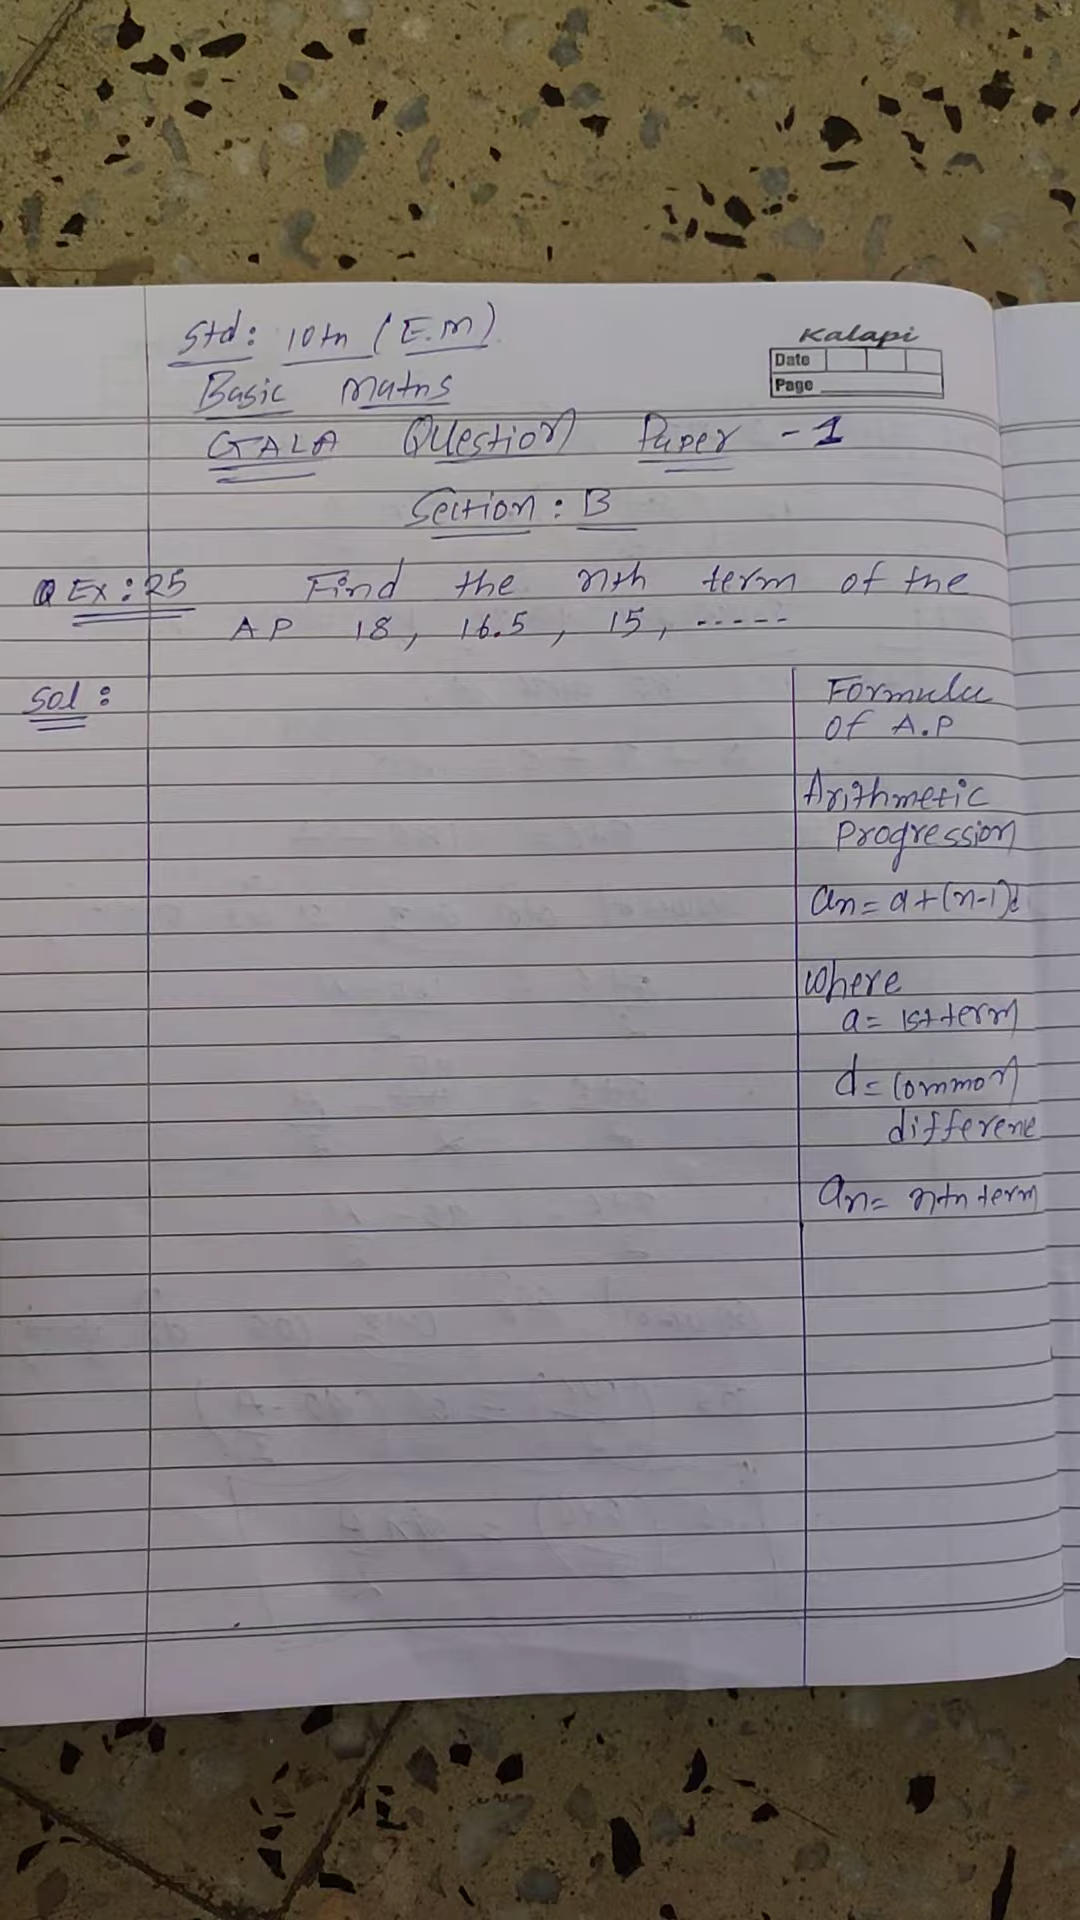 Std: 10th (E.M)
Basic Maths
GALA Question Paper - 1
Section : B
Kalapi
Date
Page
Q Ex : 25 Find the nth term of the
AP 18, 16.5, 15, -----
Sol :
Formula
of A.P
Arithmetic
Progression
an = a + (n-1)d
where
a = 1st term
d = common
differene
an = nth term